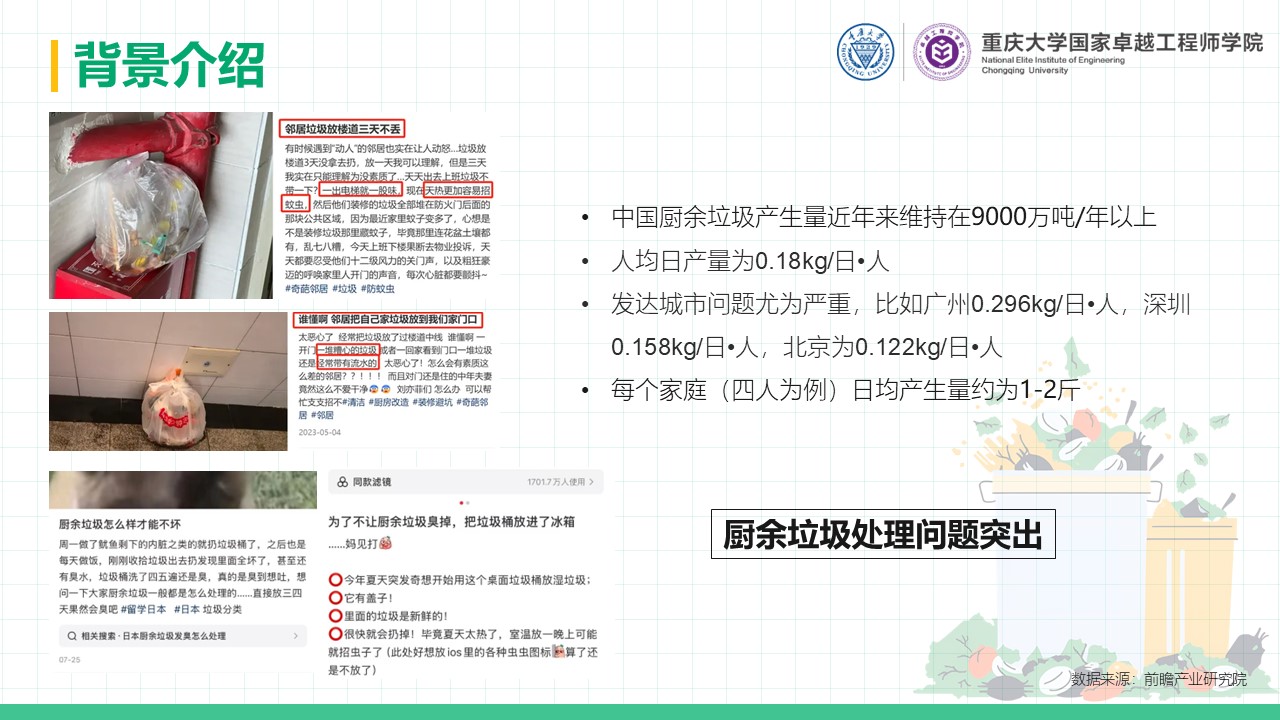 背景介绍
重庆大学国家卓越工程师学院
National Elite Institute of Engineering
Chongqing University
邻居垃圾放楼道三天不丢
有时候遇到“动人”的邻居也实在让人动怒...垃圾放
楼道3天没拿去扔，放一天我可以理解，但是三天
我实在只能理解为没素质了...天天出去上班垃圾不
带一下？一出电梯就一股味，现在天热更加容易招
蚊虫，然后他们装修的垃圾全部堆在防火门后面的
那块公共区域，因为最近家里蚊子变多了，心想是
不是装修垃圾那里藏蚊子，毕竟那里连花盆土壤都
有，乱七八糟，今天上班下楼果断去物业投诉，天
天都要忍受他们十二级风力的关门声，以及粗狂豪
迈的呼唤家里人开门的声音，每次心脏都要颤抖~
#奇葩邻居 #垃圾 #防蚊虫
谁懂啊 邻居把自己家垃圾放到我们家门口
太恶心了 经常把垃圾放了过楼道中线 谁懂啊 一
开门一堆糟心的垃圾或者一回家看到门口一堆垃圾
还是经常带有流水的 太恶心了！怎么会有素质这
么差的邻居？？！！！ 而且对门还是住的中年夫妻
竟然这么不爱干净😰😰 刘亦菲们 怎么办 可以帮
忙支支招不#清洁 #厨房改造 #装修避坑 #奇葩邻
居 #邻居
2023-05-04
厨余垃圾怎么样才能不坏
周一做了鱿鱼剩下的内脏之类的就扔垃圾桶了，之后也是
每天做饭，刚刚收拾垃圾出去扔发现里面全坏了，甚至还
有臭水，垃圾桶洗了四五遍还是臭，真的是臭到想吐，想
问一下大家厨余垃圾一般都是怎么处理的......直接放三四
天果然会臭吧 #留学日本 #日本 垃圾分类
相关搜索 · 日本厨余垃圾发臭怎么处理
07-25
同款滤镜 1701.7万人使用
为了不让厨余垃圾臭掉，把垃圾桶放进了冰箱
......妈见打
今年夏天突发奇想开始用这个桌面垃圾桶放湿垃圾；
它有盖子！
里面的垃圾是新鲜的！
很快就会扔掉！毕竟夏天太热了，室温放一晚上可能
就招虫子了（此处好想放ios里的各种虫虫图标算了还
是不放了）
• 中国厨余垃圾产生量近年来维持在9000万吨/年以上
• 人均日产量为0.18kg/日•人
• 发达城市问题尤为严重，比如广州0.296kg/日•人，深圳
0.158kg/日•人，北京为0.122kg/日•人
• 每个家庭（四人为例）日均产生量约为1-2斤
厨余垃圾处理问题突出
数据来源：前瞻产业研究院